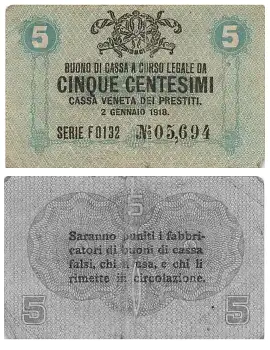 5 5
BUONO DI CASSA A CORSO LEGALE DA
CINQUE CENTESIMI
CASSA VENETA DEI PRESTITI.
2 GENNAIO 1918.
SERIE F0132 No 05,694
5
Saranno puniti i fabbri-
catori di buoni di cassa
falsi, chi li usa, e chi li
rimette in circolazione.
5 5